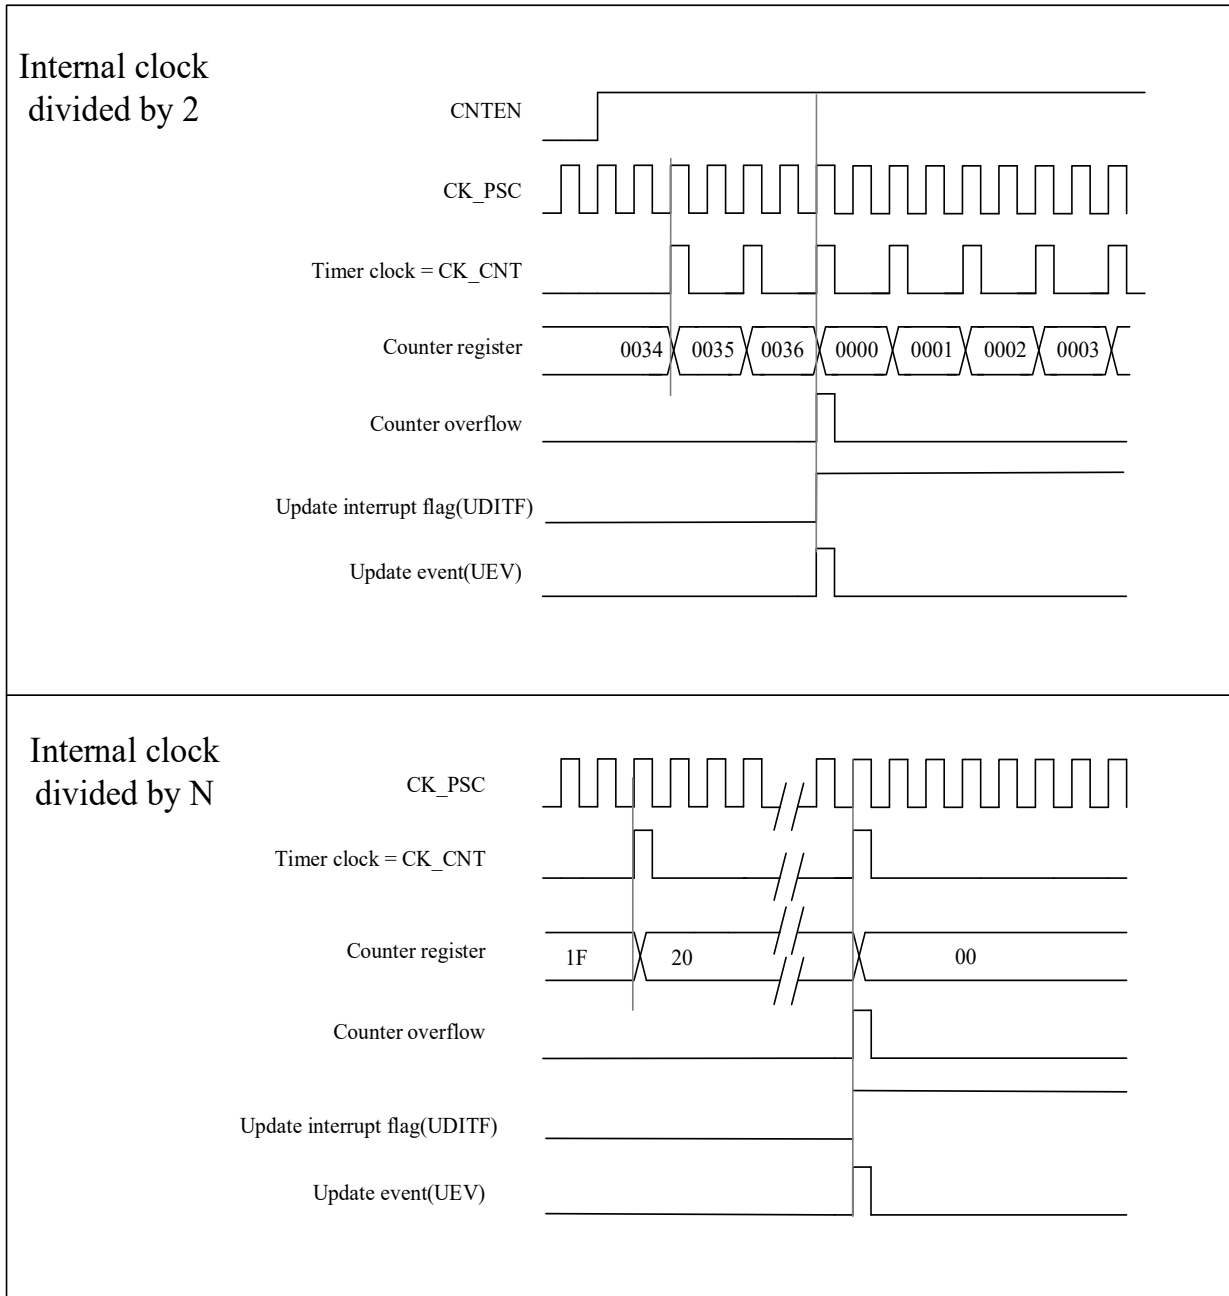 Internal clock
divided by 2
CNTEN
CK_PSC
Timer clock = CK_CNT
Counter register
0034 0035 0036 0000 0001 0002 0003
Counter overflow
Update interrupt flag(UDITF)
Update event(UEV)
Internal clock
divided by N
CK_PSC
Timer clock = CK_CNT
Counter register
1F 20 00
Counter overflow
Update interrupt flag(UDITF)
Update event(UEV)